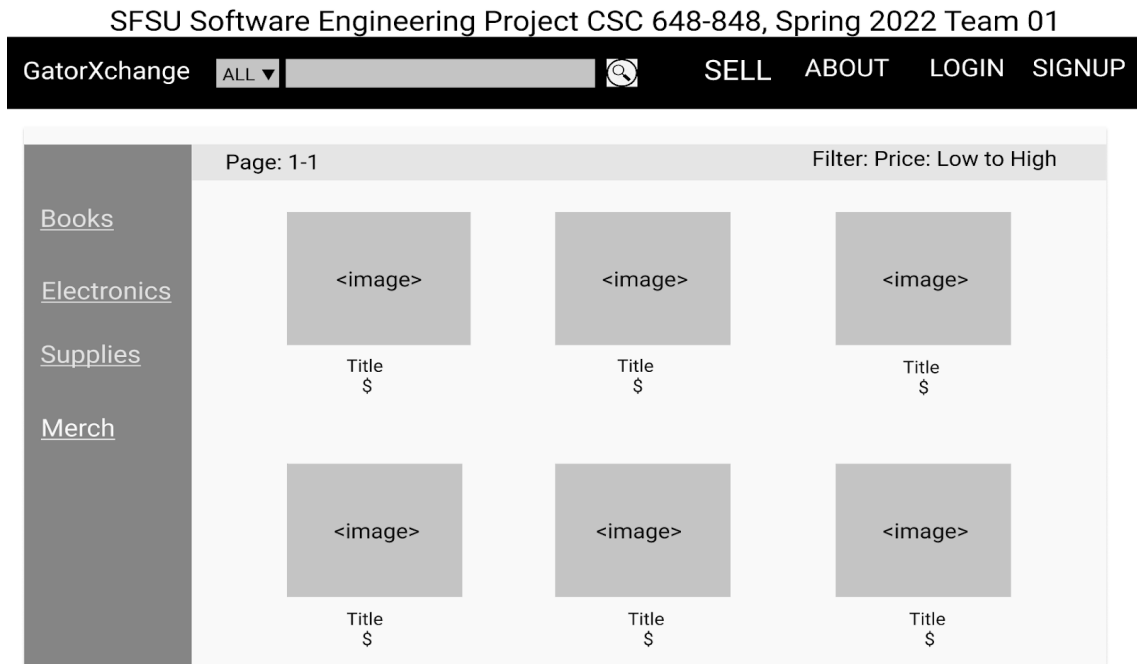 SFSU Software Engineering Project CSC 648-848, Spring 2022 Team 01
GatorXchange ALL ▼ SELL ABOUT LOGIN SIGNUP
Page: 1-1 Filter: Price: Low to High
Books
Electronics
Supplies
Merch
<image> <image> <image>
Title Title Title
$ $ $
<image> <image> <image>
Title Title Title
$ $ $